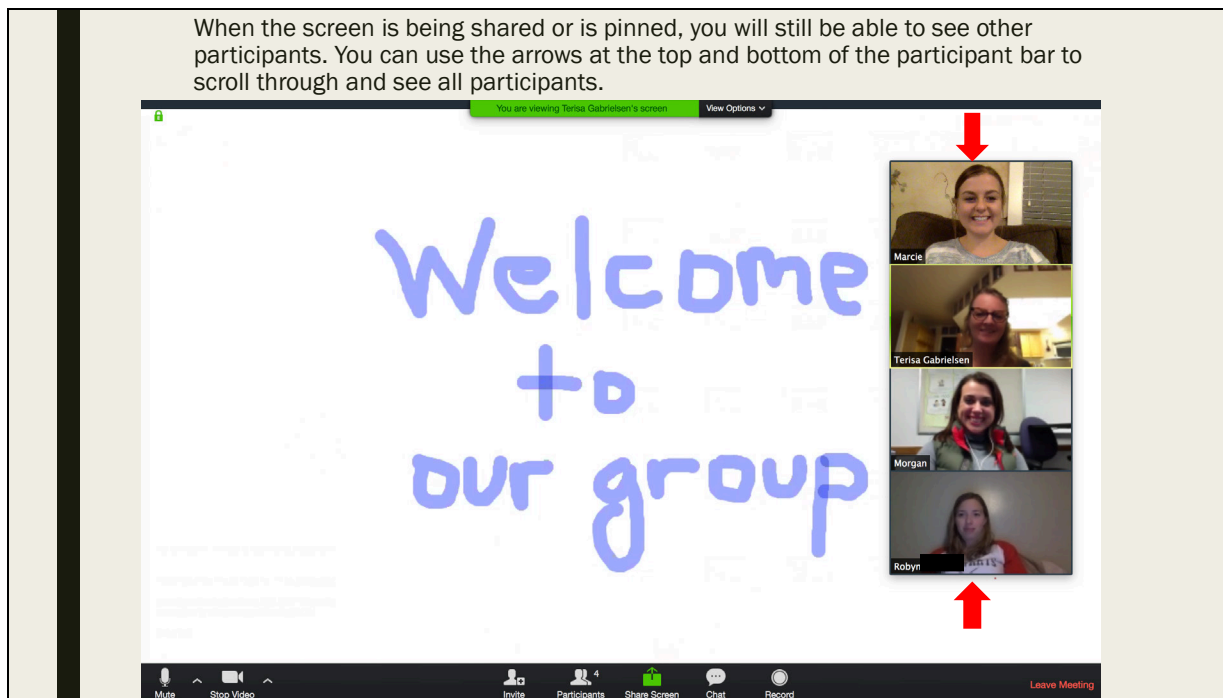 When the screen is being shared or is pinned, you will still be able to see other
participants. You can use the arrows at the top and bottom of the participant bar to
scroll through and see all participants.
You are viewing Terisa Gabrielsen's screen
View Options
Marcie
Welcome
Terisa Gabrielsen
to
Morgan
our group
Robyn
4
Mute
Stop Video
Invite
Participants
Share Screen
Chat
Record
Leave Meeting